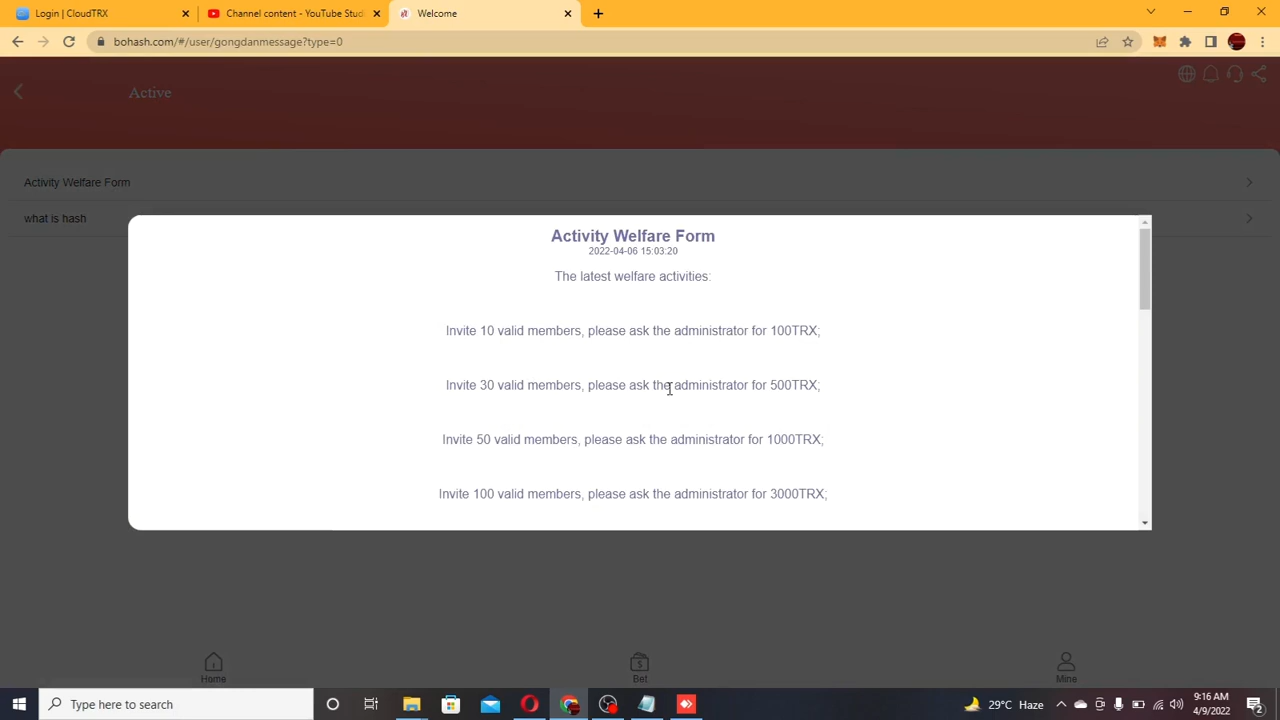 Login | CloudTRX
Channel content - YouTube Stud
Welcome
bohash.com/#/user/gongdanmessage?type=0
Active
Activity Welfare Form
what is hash
Activity Welfare Form
2022-04-06 15:03:20
The latest welfare activities:
Invite 10 valid members, please ask the administrator for 100TRX;
Invite 30 valid members, please ask the administrator for 500TRX;
Invite 50 valid members, please ask the administrator for 1000TRX;
Invite 100 valid members, please ask the administrator for 3000TRX;
Home
Bet
Mine
Type here to search
29°C Haze
9:16 AM
4/9/2022
2